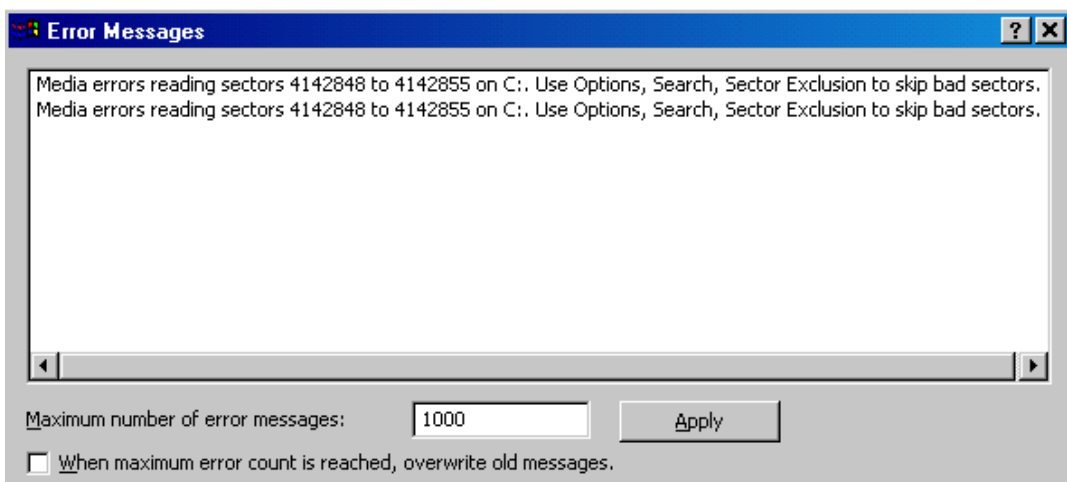 Error Messages
Media errors reading sectors 4142848 to 4142855 on C:. Use Options, Search, Sector Exclusion to skip bad sectors.
Media errors reading sectors 4142848 to 4142855 on C:. Use Options, Search, Sector Exclusion to skip bad sectors.
Maximum number of error messages: 1000 Apply
When maximum error count is reached, overwrite old messages.